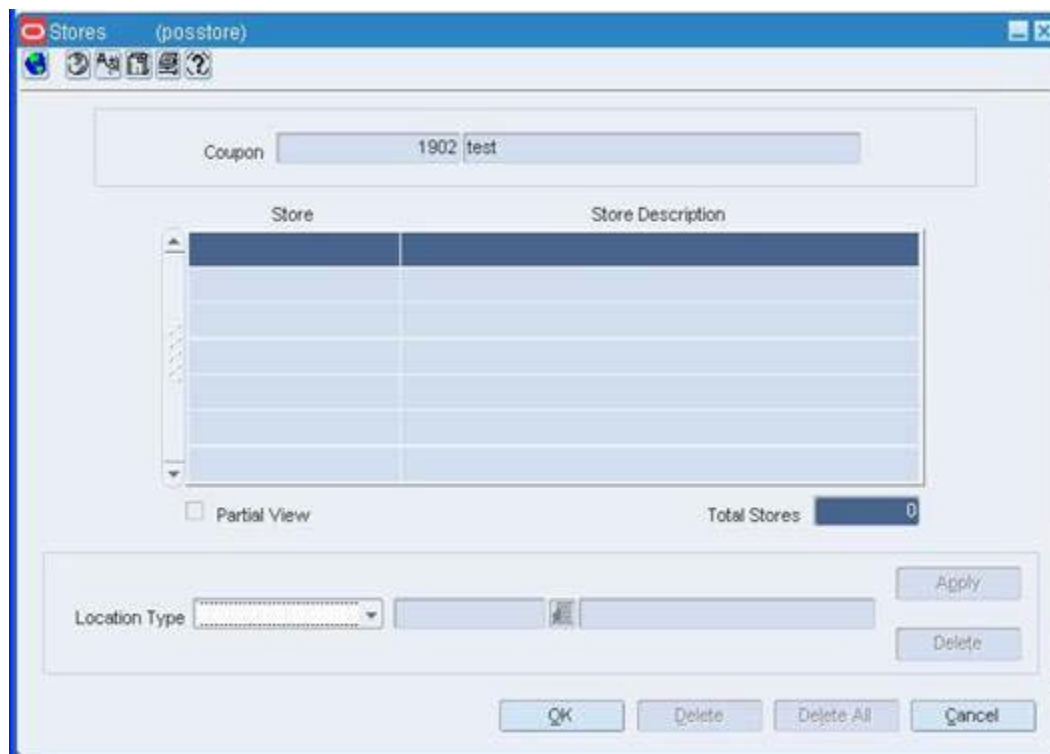 Stores (posstore)
Coupon 1902 test
Store Store Description
Partial View Total Stores 0
Apply
Location Type
Delete
OK Delete Delete All Cancel